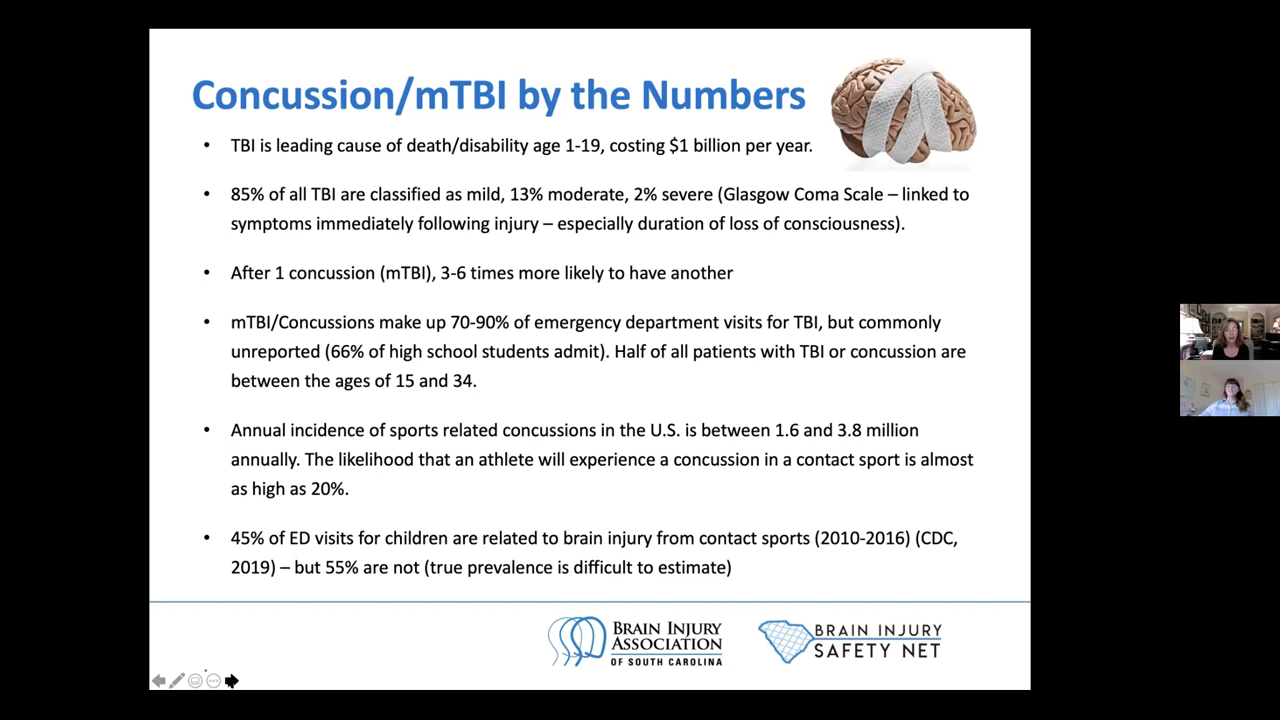 Concussion/mTBI by the Numbers
• TBI is leading cause of death/disability age 1-19, costing $1 billion per year.
• 85% of all TBI are classified as mild, 13% moderate, 2% severe (Glasgow Coma Scale – linked to
symptoms immediately following injury – especially duration of loss of consciousness).
• After 1 concussion (mTBI), 3-6 times more likely to have another
• mTBI/Concussions make up 70-90% of emergency department visits for TBI, but commonly
unreported (66% of high school students admit). Half of all patients with TBI or concussion are
between the ages of 15 and 34.
• Annual incidence of sports related concussions in the U.S. is between 1.6 and 3.8 million
annually. The likelihood that an athlete will experience a concussion in a contact sport is almost
as high as 20%.
• 45% of ED visits for children are related to brain injury from contact sports (2010-2016) (CDC,
2019) – but 55% are not (true prevalence is difficult to estimate)
BRAIN INJURY
ASSOCIATION
OF SOUTH CAROLINA
BRAIN INJURY
SAFETY NET